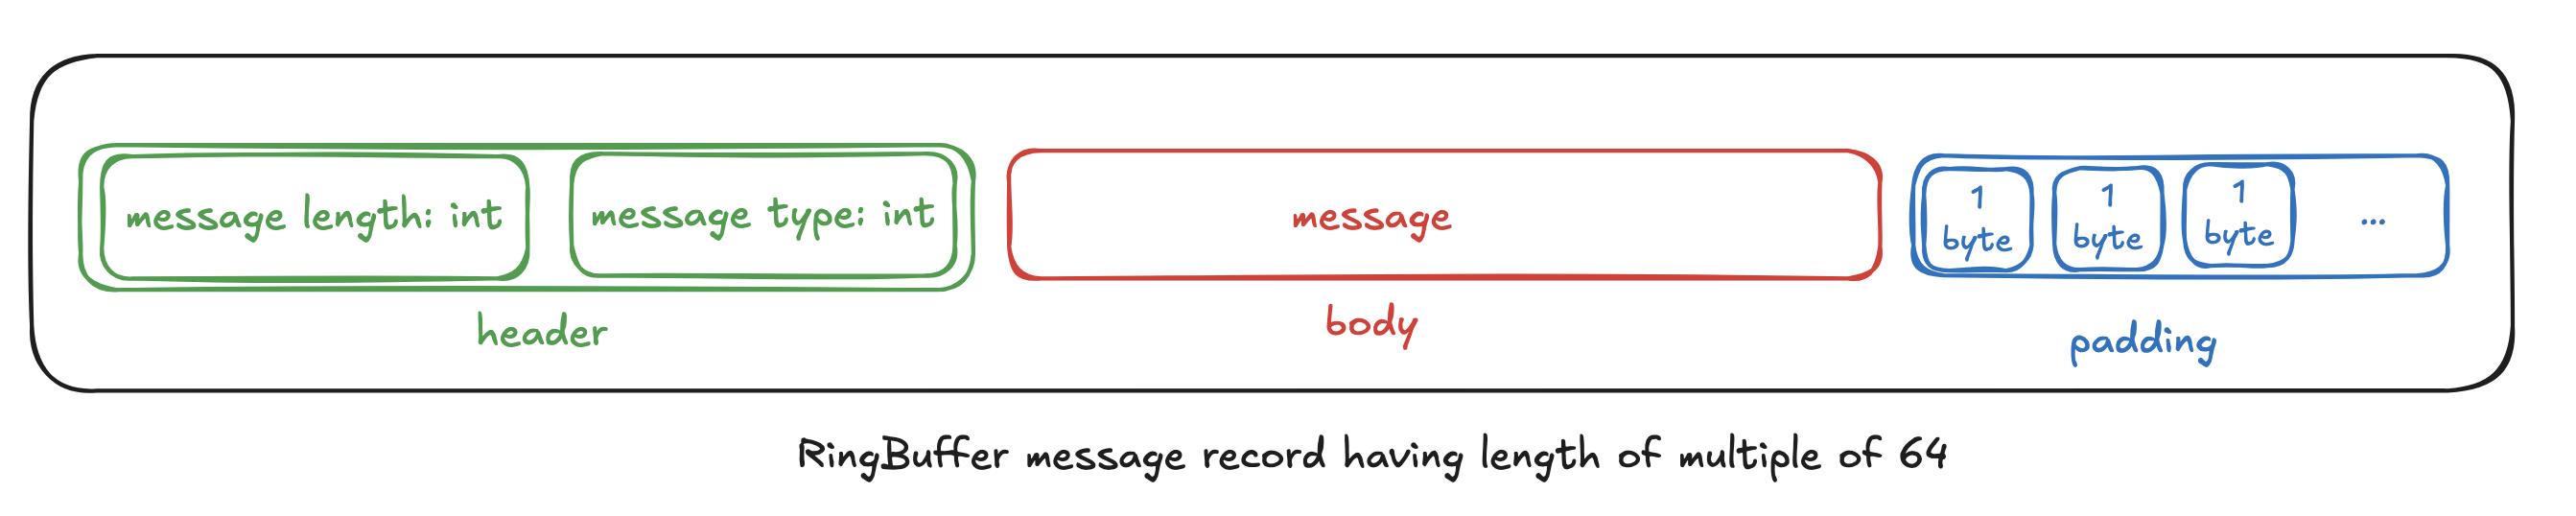 message length: int
message type: int
message
1
byte
1
byte
1
byte
...
header
body
padding
RingBuffer message record having length of multiple of 64